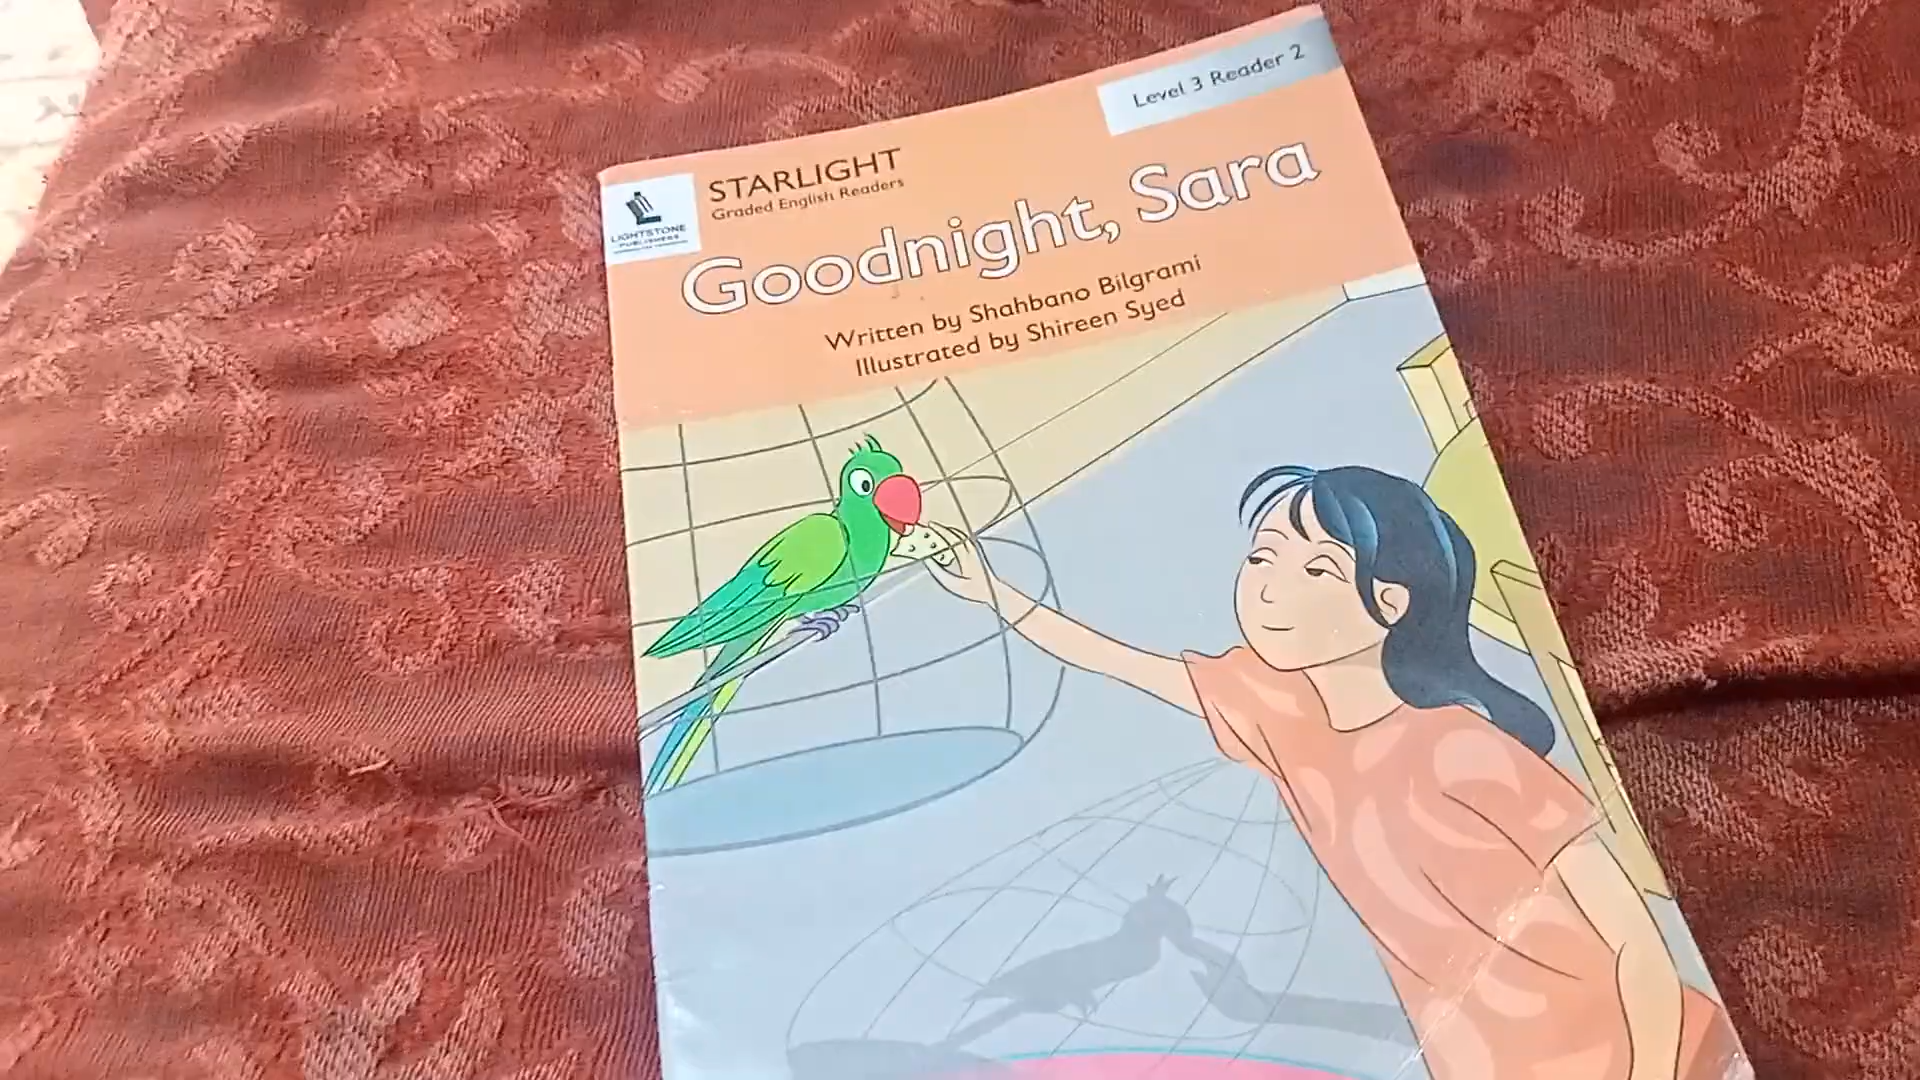 Level 3 Reader 2
STARLIGHT
Graded English Readers
LIGHTSTONE
PUBLISHERS
Goodnight, Sara
Written by Shahbano Bilgrami
Illustrated by Shireen Syed